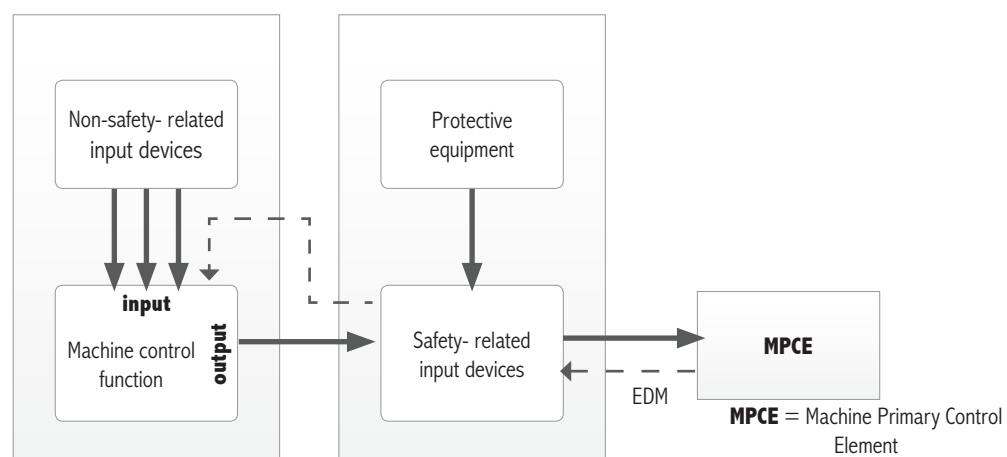 Non-safety- related
input devices
Protective
equipment
input
Machine control
function
output
Safety- related
input devices
MPCE
EDM
MPCE = Machine Primary Control
Element